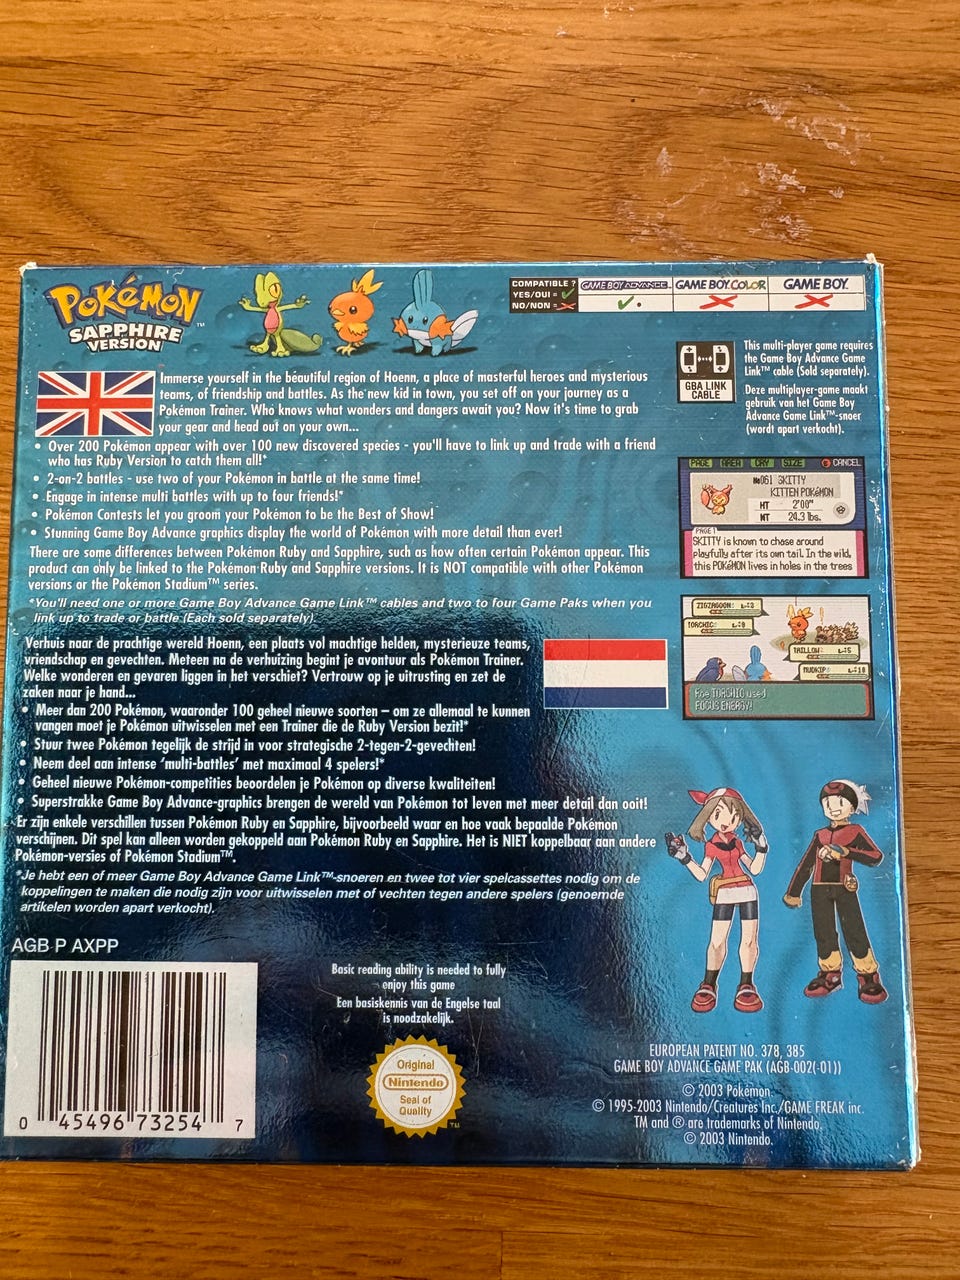 POKéMON
SAPPHIRE
VERSION™
COMPATIBLE ?
YES/OUI =
NO/NON =
GAME BOY ADVANCE
GAME BOY COLOR
GAME BOY
GBA LINK
CABLE
This multi-player game requires
the Game Boy Advance Game
Link™ cable (Sold separately).
Deze multiplayer-game maakt
gebruik van het Game Boy
Advance Game Link™-snoer
(wordt apart verkocht).
Immerse yourself in the beautiful region of Hoenn, a place of masterful heroes and mysterious
teams, of friendship and battles. As the new kid in town, you set off on your journey as a
Pokémon Trainer. Who knows what wonders and dangers await you? Now it's time to grab
your gear and head out on your own...
• Over 200 Pokémon appear with over 100 new discovered species - you'll have to link up and trade with a friend
who has Ruby Version to catch them all!*
• 2-on-2 battles - use two of your Pokémon in battle at the same time!
• Engage in intense multi battles with up to four friends!*
• Pokémon Contests let you groom your Pokémon to be the Best of Show!
• Stunning Game Boy Advance graphics display the world of Pokémon with more detail than ever!
There are some differences between Pokémon Ruby and Sapphire, such as how often certain Pokémon appear. This
product can only be linked to the Pokémon Ruby and Sapphire versions. It is NOT compatible with other Pokémon
versions or the Pokémon Stadium™ series.
*You'll need one or more Game Boy Advance Game Link™ cables and two to four Game Paks when you
link up to trade or battle (Each sold separately).
PAGE AREA CRY SIZE CANCEL
No061 SKITTY
KITTEN POKéMON
HT 2'00"
WT 24.3 lbs.
PAGE 1
SKITTY is known to chase around
playfully after its own tail. In the wild,
this POKéMON lives in holes in the trees
ZIGZAGOON
TORCHIC
TAILLOW
MUDKIP
Foe TORCHIC used
FOCUS ENERGY!
Verhuis naar de prachtige wereld Hoenn, een plaats vol machtige helden, mysterieuze teams,
vriendschap en gevechten. Meteen na de verhuizing begint je avontuur als Pokémon Trainer.
Welke wonderen en gevaren liggen in het verschiet? Vertrouw op je uitrusting en zet de
zaken naar je hand...
• Meer dan 200 Pokémon, waaronder 100 geheel nieuwe soorten – om ze allemaal te kunnen
vangen moet je Pokémon uitwisselen met een Trainer die de Ruby Version bezit!*
• Stuur twee Pokémon tegelijk de strijd in voor strategische 2-tegen-2-gevechten!
• Neem deel aan intense 'multi-battles' met maximaal 4 spelers!*
• Geheel nieuwe Pokémon-competities beoordelen je Pokémon op diverse kwaliteiten!
• Superstrakke Game Boy Advance-graphics brengen de wereld van Pokémon tot leven met meer detail dan ooit!
Er zijn enkele verschillen tussen Pokémon Ruby en Sapphire, bijvoorbeeld waar en hoe vaak bepaalde Pokémon
verschijnen. Dit spel kan alleen worden gekoppeld aan Pokémon Ruby en Sapphire. Het is NIET koppelbaar aan andere
Pokémon-versies of Pokémon Stadium™.
*Je hebt een of meer Game Boy Advance Game Link™-snoeren en twee tot vier spelcassettes nodig om de
koppelingen te maken die nodig zijn voor uitwisselen met of vechten tegen andere spelers (genoemde
artikelen worden apart verkocht).
AGB P AXPP
0 45496 73254 7
Basic reading ability is needed to fully
enjoy this game
Een basiskennis van de Engelse taal
is noodzakelijk.
Original
Nintendo
Seal of
Quality
™
EUROPEAN PATENT NO. 378, 385
GAME BOY ADVANCE GAME PAK (AGB-002(-01))
© 2003 Pokémon.
© 1995-2003 Nintendo/Creatures Inc./GAME FREAK inc.
TM and ® are trademarks of Nintendo.
© 2003 Nintendo.